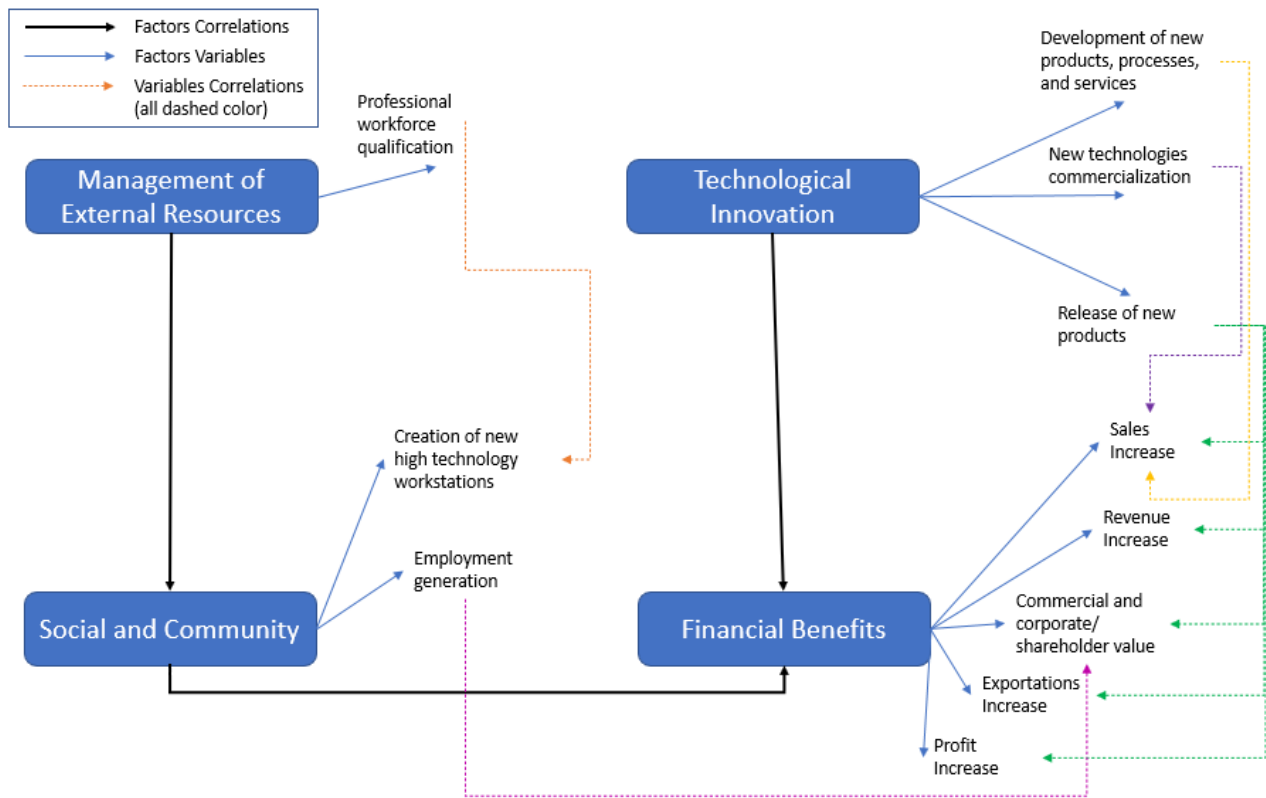 Factors Correlations
Factors Variables
Variables Correlations
(all dashed color)
Professional
workforce
qualification
Management of
External Resources
Technological
Innovation
Development of new
products, processes,
and services
New technologies
commercialization
Release of new
products
Creation of new
high technology
workstations
Employment
generation
Social and Community
Financial Benefits
Sales
Increase
Revenue
Increase
Commercial and
corporate/
shareholder value
Exportations
Increase
Profit
Increase